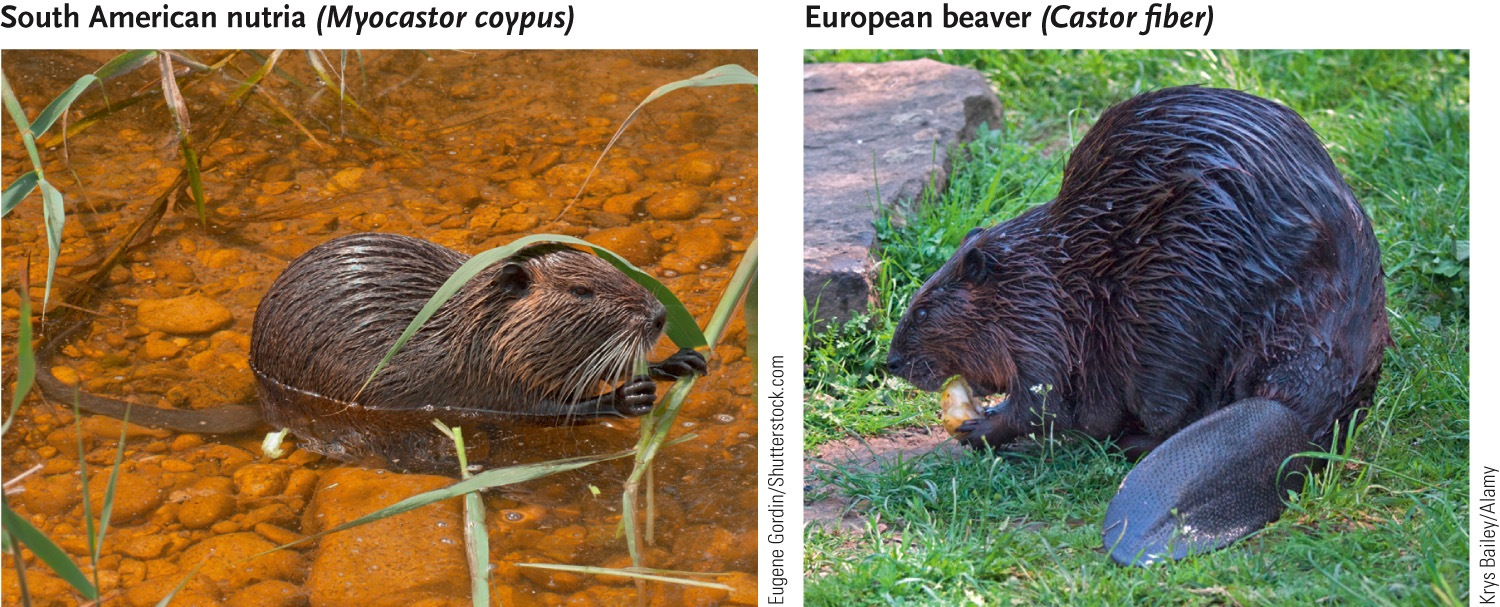 South American nutria (Myocastor coypus)
European beaver (Castor fiber)
Eugene Gordin/Shutterstock.com
Krys Bailey/Alamy